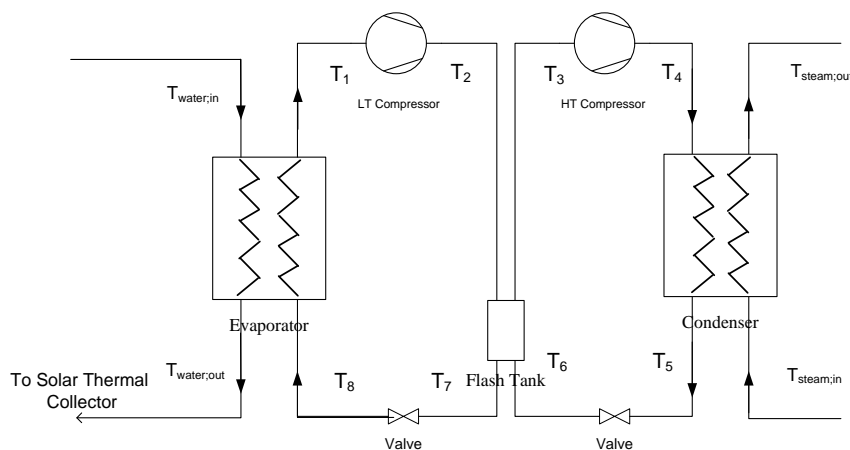 T1
T2
T3
T4
Tsteam;out
Twater;in
LT Compressor
HT Compressor
Evaporator
Condenser
Twater;out
T8
T7
Flash Tank
T6
T5
Tsteam;in
To Solar Thermal
Collector
Valve
Valve